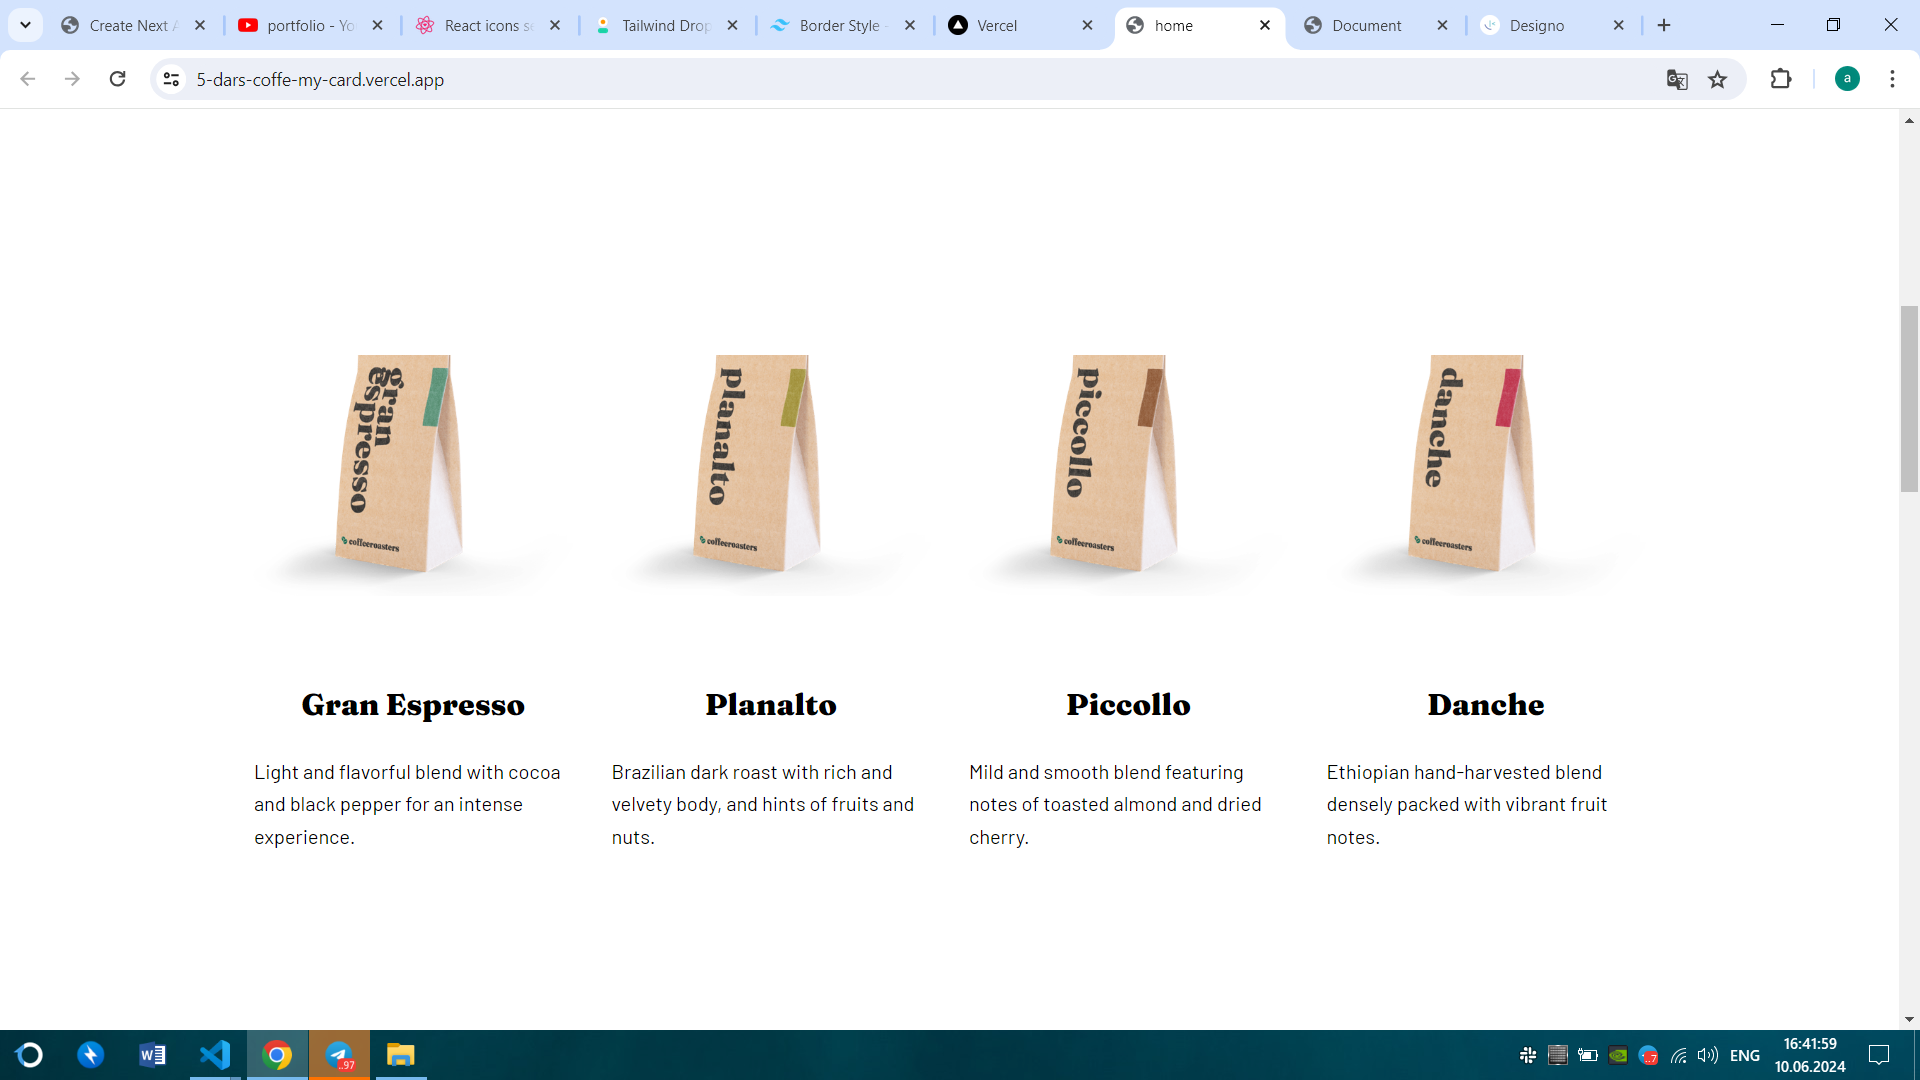 Create Next A
portfolio - Yo
React icons se
Tailwind Drop
Border Style -
Vercel
home
Document
Designo
5-dars-coffe-my-card.vercel.app
a
gran
espresso
coffeeroasters
planalto
coffeeroasters
piccollo
coffeeroasters
danche
coffeeroasters
Gran Espresso
Planalto
Piccollo
Danche
Light and flavorful blend with cocoa
and black pepper for an intense
experience.
Brazilian dark roast with rich and
velvety body, and hints of fruits and
nuts.
Mild and smooth blend featuring
notes of toasted almond and dried
cherry.
Ethiopian hand-harvested blend
densely packed with vibrant fruit
notes.
..97
..7
ENG
16:41:59
10.06.2024